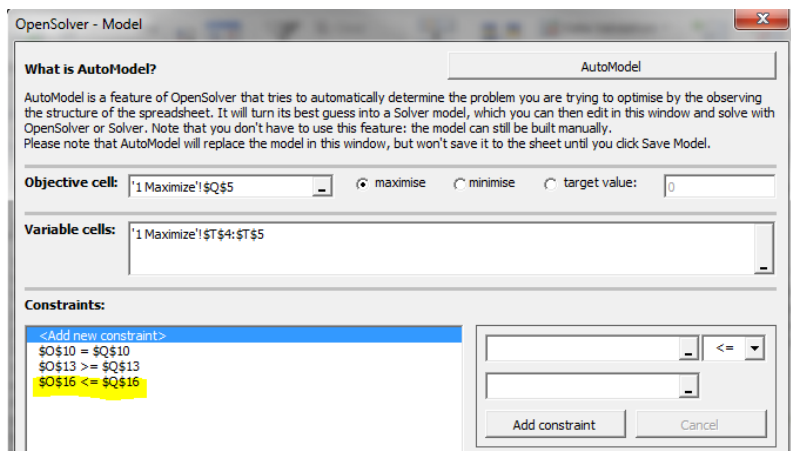 OpenSolver - Model
What is AutoModel?
AutoModel
AutoModel is a feature of OpenSolver that tries to automatically determine the problem you are trying to optimise by the observing
the structure of the spreadsheet. It will turn its best guess into a Solver model, which you can then edit in this window and solve with
OpenSolver or Solver. Note that you don't have to use this feature: the model can still be built manually.
Please note that AutoModel will replace the model in this window, but won't save it to the sheet until you click Save Model.
Objective cell: '1 Maximize'!$Q$5 _ maximise minimise target value: 0
Variable cells: '1 Maximize'!$T$4:$T$5 _
Constraints:
<Add new constraint>
$O$10 = $Q$10
$O$13 >= $Q$13
$O$16 <= $Q$16
_ <=
_
Add constraint Cancel